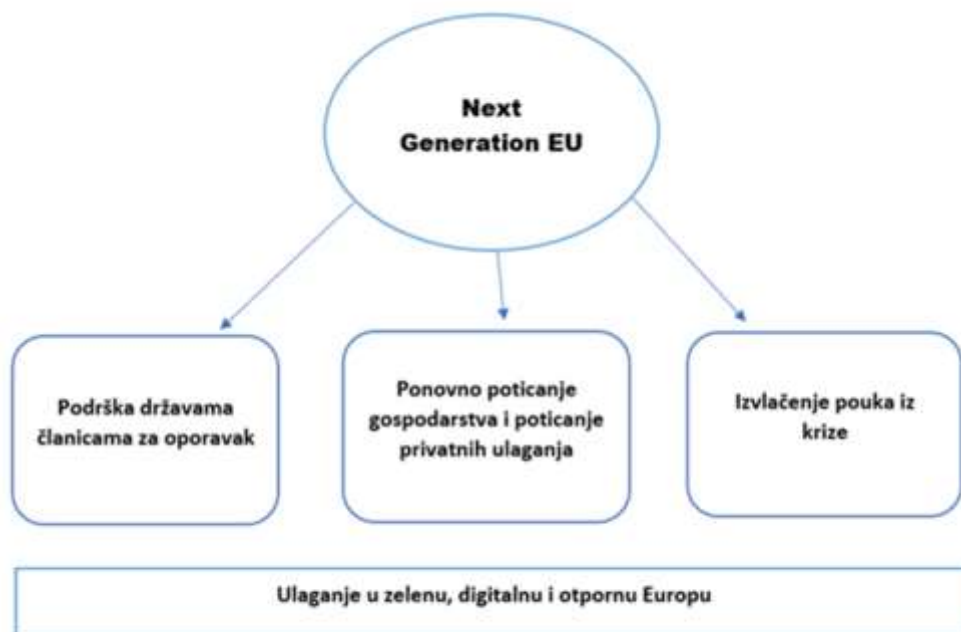 Next
Generation EU
Podrška državama
članicama za oporavak
Ponovno poticanje
gospodarstva i poticanje
privatnih ulaganja
Izvlačenje pouka iz
krize
Ulaganje u zelenu, digitalnu i otpornu Europu